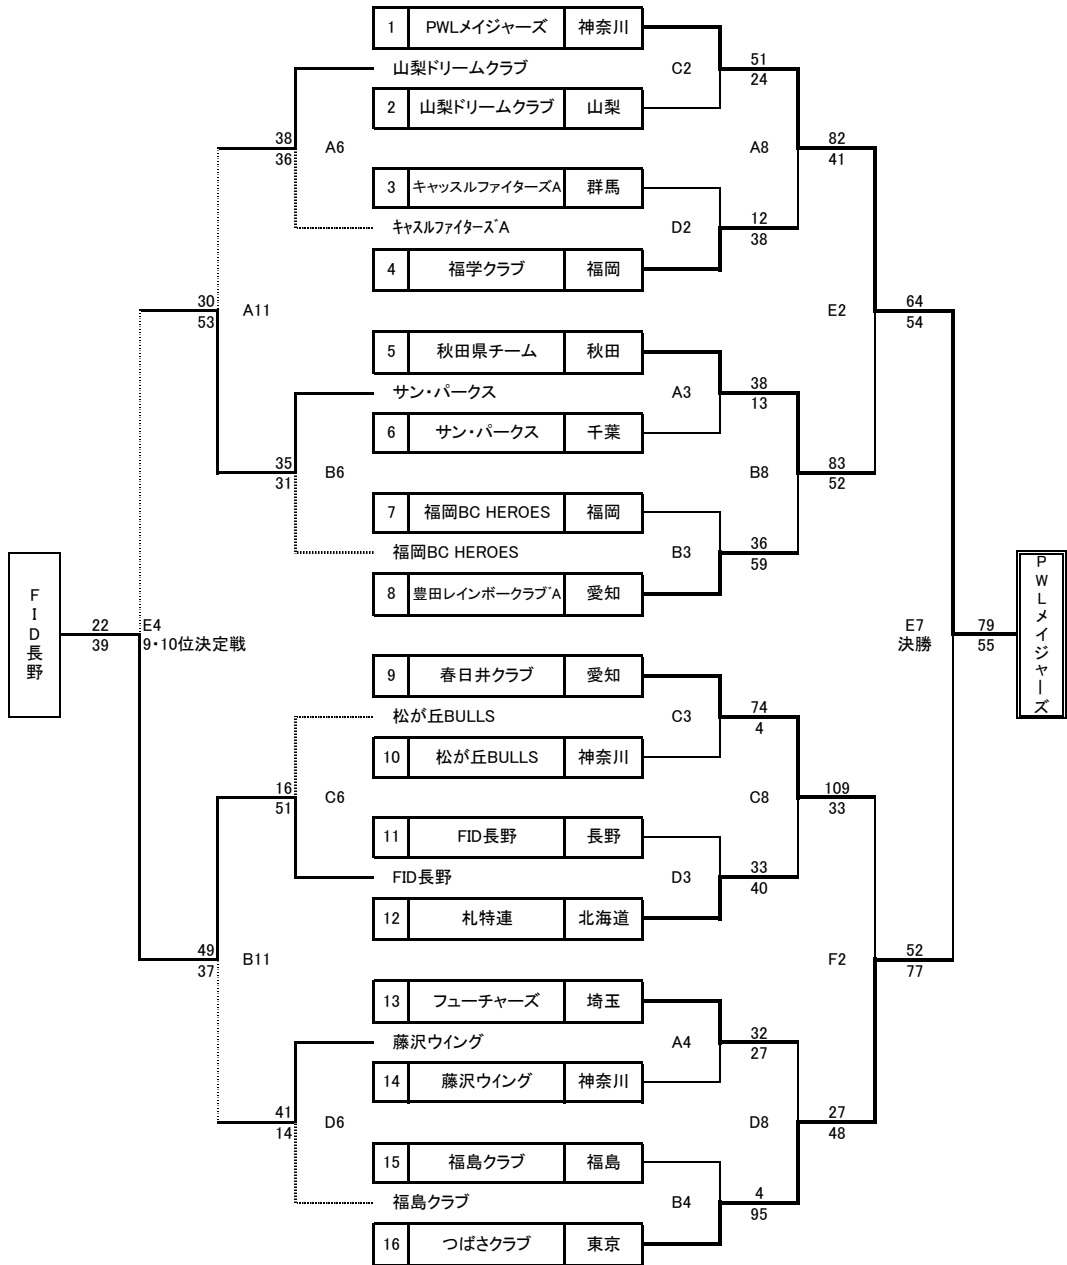 1 PWLメイジャーズ 神奈川
山梨ドリームクラブ C2 51
24
2 山梨ドリームクラブ 山梨
38 A6 A8 82
36 41
3 キャッスルファイターズA 群馬
キャスルファイターズA D2 12
38
4 福学クラブ 福岡
30 A11 E2 64
53 54
5 秋田県チーム 秋田
サン・パークス A3 38
13
6 サン・パークス 千葉
35 B6 B8 83
31 52
7 福岡BC HEROES 福岡
福岡BC HEROES B3 36
59
8 豊田レインボークラブA 愛知
FID長野
22 E4
39 9・10位決定戦
E7 79
決勝 55
PWLメイジャーズ
9 春日井クラブ 愛知
松が丘BULLS C3 74
4
10 松が丘BULLS 神奈川
16 C6 C8 109
51 33
11 FID長野 長野
FID長野 D3 33
40
12 札特連 北海道
49 B11 F2 52
37 77
13 フューチャーズ 埼玉
藤沢ウイング A4 32
27
14 藤沢ウイング 神奈川
41 D6 D8 27
14 48
15 福島クラブ 福島
福島クラブ B4 4
95
16 つばさクラブ 東京